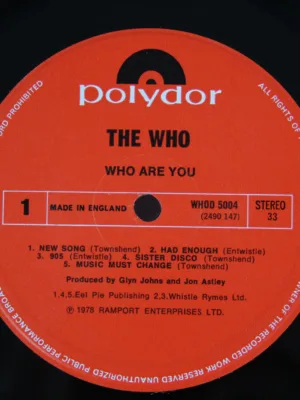 polydor
THE WHO
WHO ARE YOU
1 MADE IN ENGLAND WHOD 5004 STEREO
(2490 147) 33
1. NEW SONG (Townshend) 2. HAD ENOUGH (Entwistle)
3. 905 (Entwistle) 4. SISTER DISCO (Townshend)
5. MUSIC MUST CHANGE (Townshend)
Produced by Glyn Johns and Jon Astley
1,4,5.Eel Pie Publishing 2,3.Whistle Rymes Ltd.
℗ 1978 RAMPORT ENTERPRISES LTD.
PROHIBITED
ALL RIGHTS OF
OF THE RECORDED WORK RESERVED UNAUTHORIZED PUBLIC PERFORMANCE